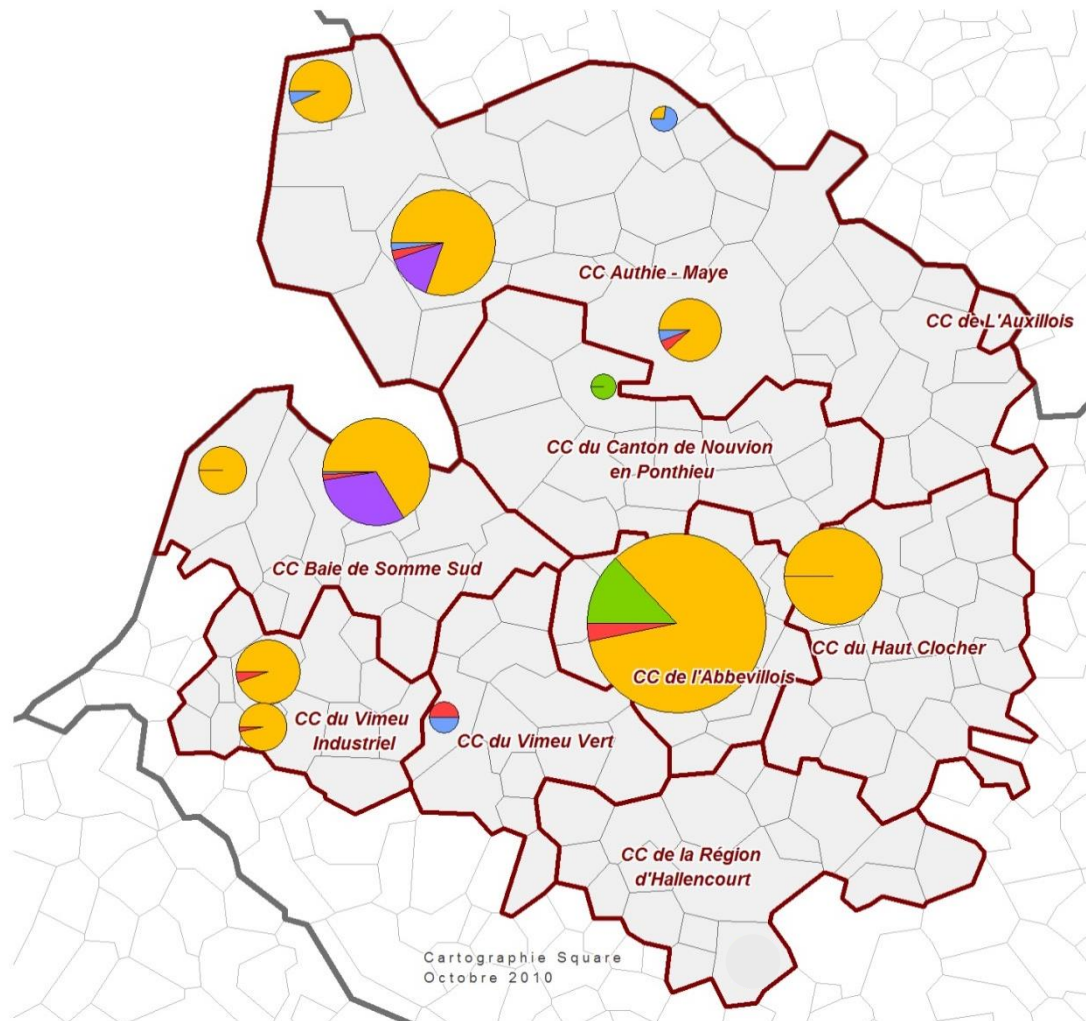 CC Authie - Maye
CC de L'Auxillois
CC du Canton de Nouvion
en Ponthieu
CC Baie de Somme Sud
CC du Haut Clocher
CC de l'Abbevillois
CC du Vimeu
Industriel
CC du Vimeu Vert
CC de la Région
d'Hallencourt
Cartographie Square
Octobre 2010